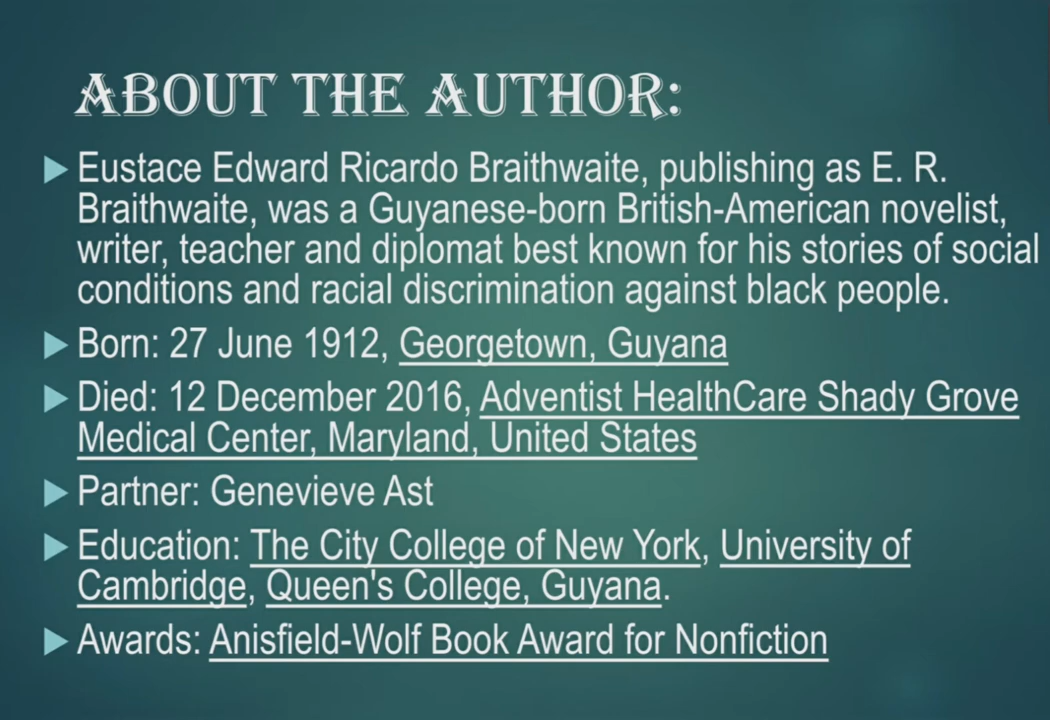 ABOUT THE AUTHOR:
Eustace Edward Ricardo Braithwaite, publishing as E. R.
Braithwaite, was a Guyanese-born British-American novelist,
writer, teacher and diplomat best known for his stories of social
conditions and racial discrimination against black people.
Born: 27 June 1912, Georgetown, Guyana
Died: 12 December 2016, Adventist HealthCare Shady Grove
Medical Center, Maryland, United States
Partner: Genevieve Ast
Education: The City College of New York, University of
Cambridge, Queen's College, Guyana.
Awards: Anisfield-Wolf Book Award for Nonfiction